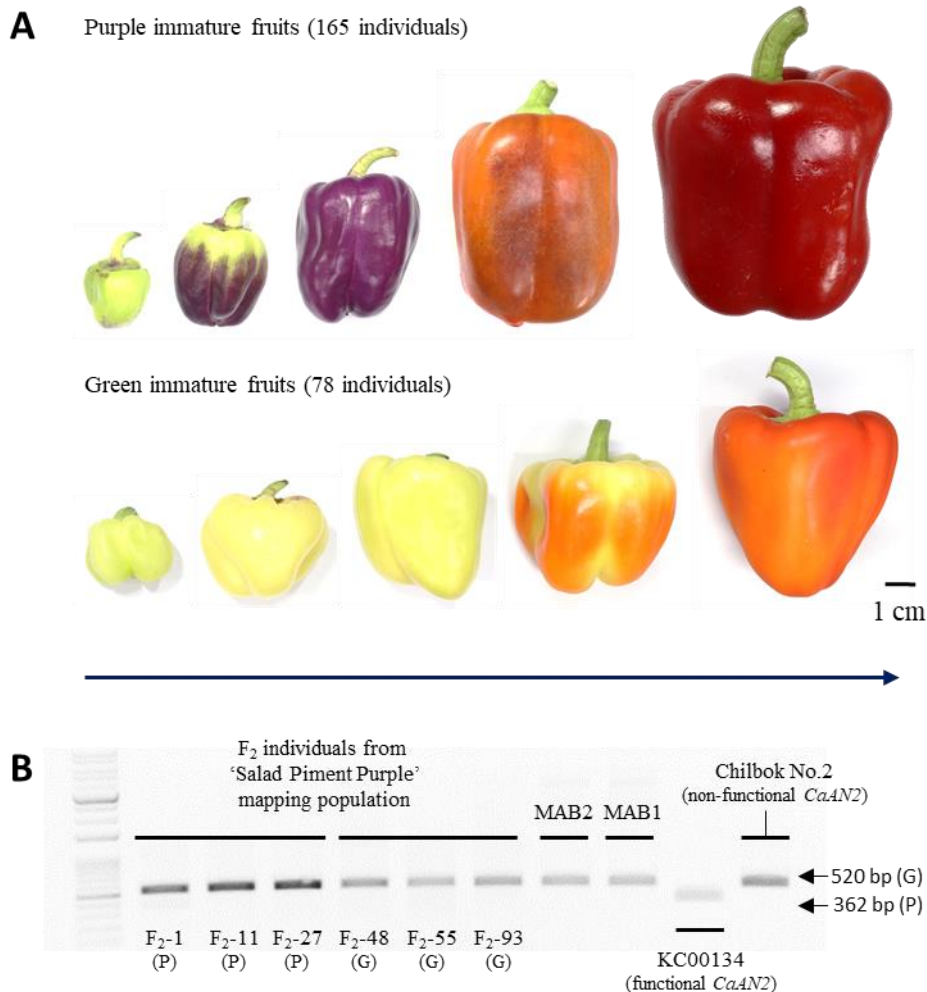 A
Purple immature fruits (165 individuals)
Green immature fruits (78 individuals)
1 cm
B
F2 individuals from
‘Salad Piment Purple’
mapping population
MAB2
MAB1
Chilbok No.2
(non-functional CaAN2)
520 bp (G)
362 bp (P)
F2-1
(P)
F2-11
(P)
F2-27
(P)
F2-48
(G)
F2-55
(G)
F2-93
(G)
KC00134
(functional CaAN2)